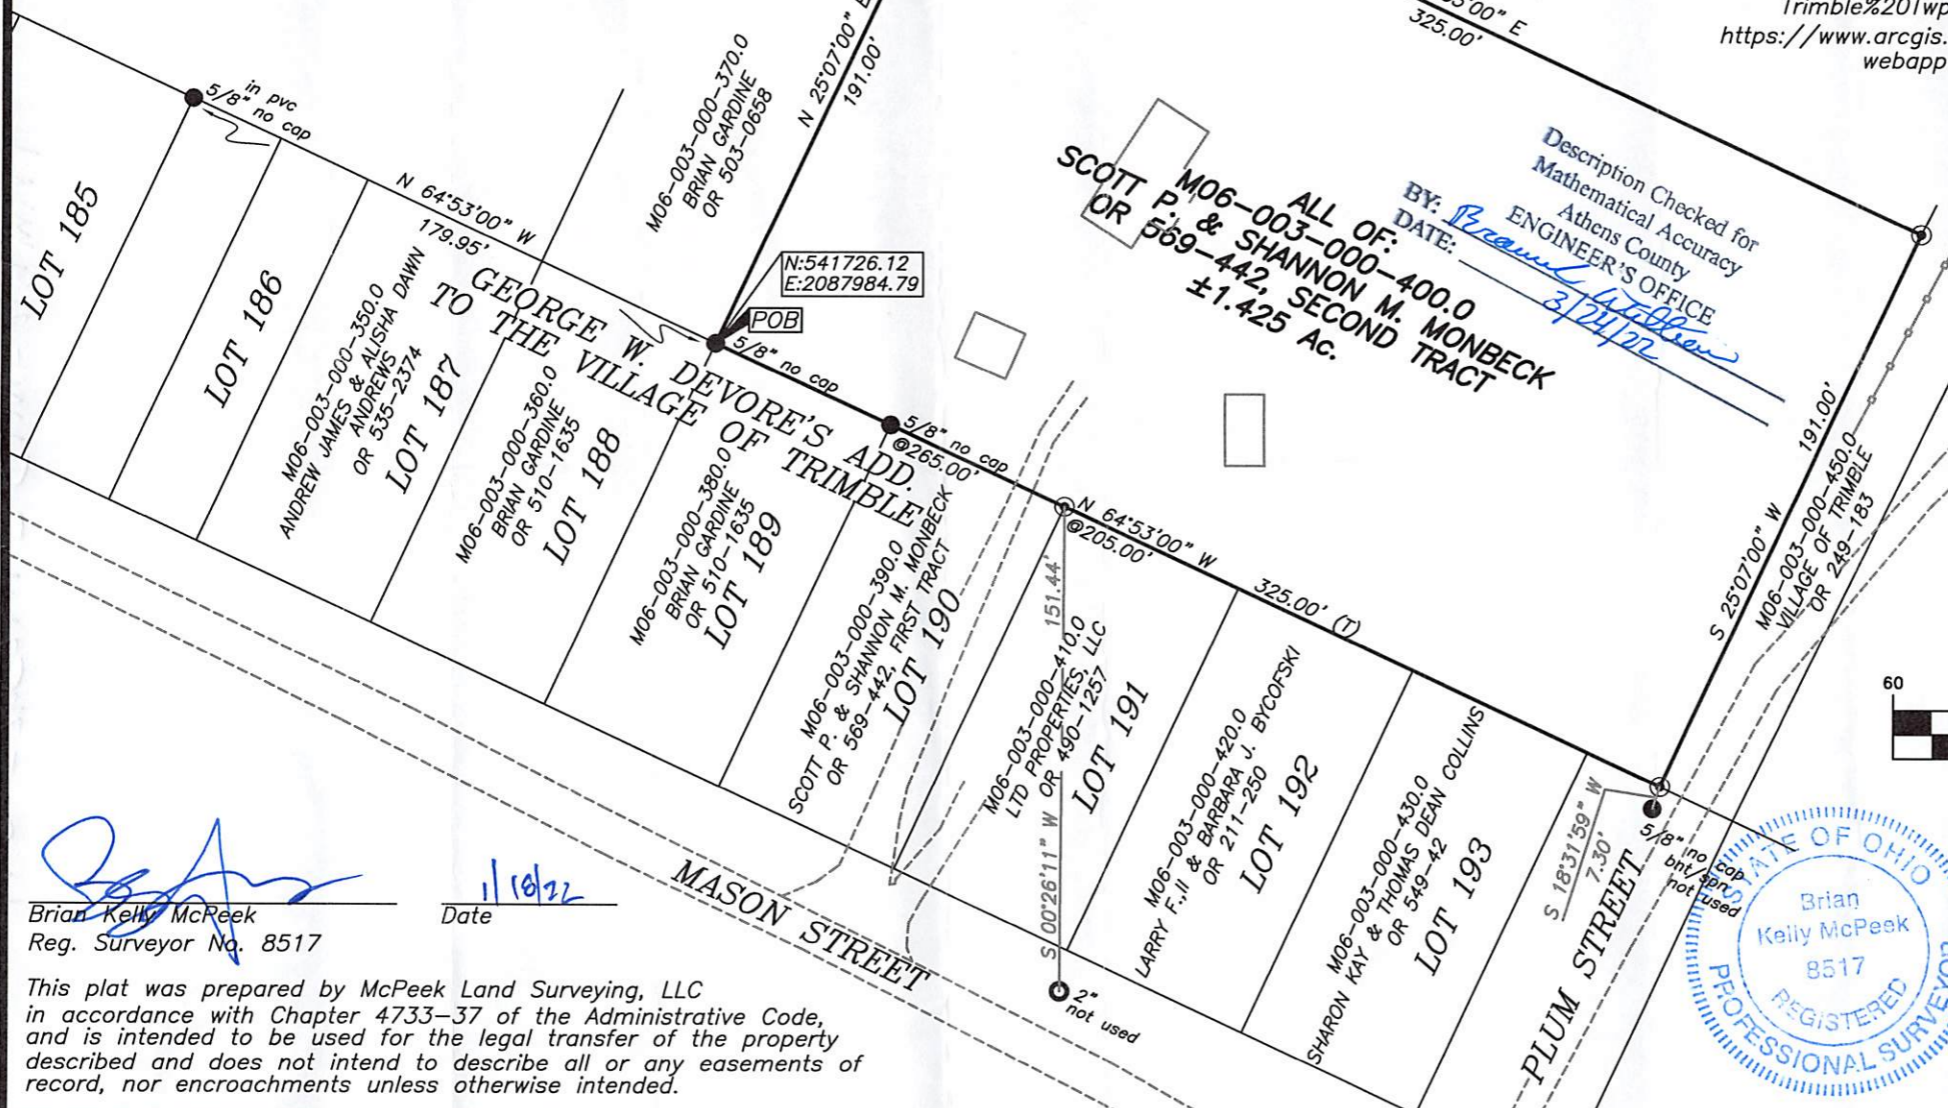 Trimble%20Twp
https://www.arcgis.
webapp
5'00" E
325.00'
N 25°07'00" E
191.00'
in pvc
5/8" no cap
M06-003-000-370.0
BRIAN GARDINE
OR 503-0658
N 64°53'00" W
179.95'
N:541726.12
E:2087984.79
POB
5/8" no cap
ALL OF:
M06-003-000-400.0
SCOTT P. & SHANNON M. MONBECK
OR 569-442, SECOND TRACT
±1.425 Ac.
Description Checked for
Mathematical Accuracy
Athens County
ENGINEER'S OFFICE
BY:
DATE: 3/24/22
GEORGE W. DEVORE'S ADD.
TO THE VILLAGE OF TRIMBLE
LOT 185
LOT 186
M06-003-000-350.0
ANDREW JAMES & ALISHA DAWN
ANDREWS
OR 535-2374
LOT 187
M06-003-000-360.0
BRIAN GARDINE
OR 510-1635
LOT 188
M06-003-000-380.0
BRIAN GARDINE
OR 510-1635
LOT 189
5/8" no cap
@265.00'
M06-003-000-390.0
SCOTT P. & SHANNON M. MONBECK
OR 569-442, FIRST TRACT
LOT 190
N 64°53'00" W
@205.00'
325.00' (T)
151.44'
S 00°26'11" W
M06-003-000-410.0
LTD PROPERTIES, LLC
OR 490-1257
LOT 191
M06-003-000-420.0
LARRY F.,II & BARBARA J. BYCOFSKI
OR 211-250
LOT 192
M06-003-000-430.0
SHARON KAY & THOMAS DEAN COLLINS
OR 549-42
LOT 193
S 25°07'00" W
191.00'
M06-003-000-450.0
VILLAGE OF TRIMBLE
OR 249-183
60
S 18°31'59" W
7.30'
5/8" no cap
bnt/spn
not used
2"
not used
MASON STREET
PLUM STREET
1/18/22
Brian Kelly McPeek
Reg. Surveyor No. 8517
Date
This plat was prepared by McPeek Land Surveying, LLC
in accordance with Chapter 4733-37 of the Administrative Code,
and is intended to be used for the legal transfer of the property
described and does not intend to describe all or any easements of
record, nor encroachments unless otherwise intended.
STATE OF OHIO
Brian
Kelly McPeek
8517
REGISTERED
PROFESSIONAL SURVEYOR